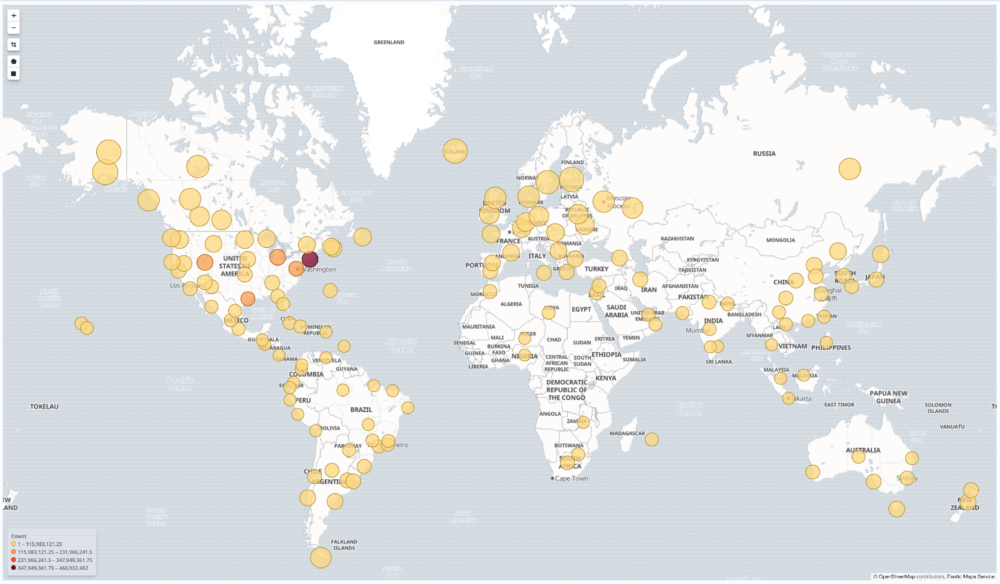 +
−
GREENLAND
Greenland
Sea
Laptev Sea
Море
Лаптевых
Saknirutiak
Imanga
Beaufort
Sea
Chukchi
Sea
Чукотское
море
Bering
Sea
Gulf of
Alaska
Hudson
Bay
Labrador
Sea
ICELAND
RUSSIA
FINLAND
NORWAY
ESTONIA
LATVIA
DENMARK
UNITED
KINGDOM
Moscow
Москва
REPUBLIC
OF BELARUS
Sea of
Okhotsk
GERMANY
Paris
UKRAINE
FRANCE
AUSTRIA
ROMANIA
KAZAKHSTAN
MONGOLIA
ANDORRA
ITALY
BULGARIA
PORTUGAL
GREECE
TURKEY
KYRGYZSTAN
TAJIKISTAN
UNITED
STATES OF
AMERICA
Washington
Los Angeles
Norda
Atlantiko
Sargasso
Sea
North
Pacific
Ocean
Gulf of
Mexico
MEXICO
CUBA
DOMINICAN
REPUBLIC
GUATEMALA
NICARAGUA
PANAMA
VENEZUELA
GUYANA
COLOMBIA
ECUADOR
PERU
BRAZIL
BOLIVIA
PARAGUAY
Rio de Janeiro
CHILE
ARGENTINA
FALKLAND
ISLANDS
Scotia
Sea
Atlantic
Ocean
Pacific
Ocean
TOKELAU
South
Pacific
Ocean
Suda
Atlantiko
MOROCCO
TUNISIA
ALGERIA
LIBYA
EGYPT
ISRAEL
IRAQ
IRAN
AFGHANISTAN
PAKISTAN
SAUDI
ARABIA
UNITED ARAB
EMIRATES
NEPAL
BANGLADESH
INDIA
Mumbai
CHINA
SOUTH
KOREA
JAPAN
Shanghai
上海市
TAIWAN
Philippine
Sea
LAOS
MYANMAR
VIETNAM
PHILIPPINES
Andaman
Sea
SRI LANKA
MALAYSIA
MALAYSIA
Jakarta
PAPUA NEW
GUINEA
EAST TIMOR
SOLOMON
ISLANDS
VANUATU
Coral
Sea
AUSTRALIA
Sydney
NEW
ZEALAND
MAURITANIA
MALI
NIGER
CHAD
SUDAN
ERITREA
YEMEN
SENEGAL
BURKINA
FASO
GUINEA
GHANA
NIGERIA
LIBERIA
CENTRAL
AFRICAN
REPUBLIC
SOUTH
SUDAN
ETHIOPIA
SOMALIA
KENYA
DEMOCRATIC
REPUBLIC OF
THE CONGO
ANGOLA
ZAMBIA
MADAGASCAR
BOTSWANA
SOUTH
AFRICA
Cape Town
Indian
Ocean
Southern
EW
LAND
Count
1 – 115,983,121.25
115,983,121.25 – 231,966,241.5
231,966,241.5 – 347,949,361.75
347,949,361.75 – 463,932,482
© OpenStreetMap contributors, Elastic Maps Service